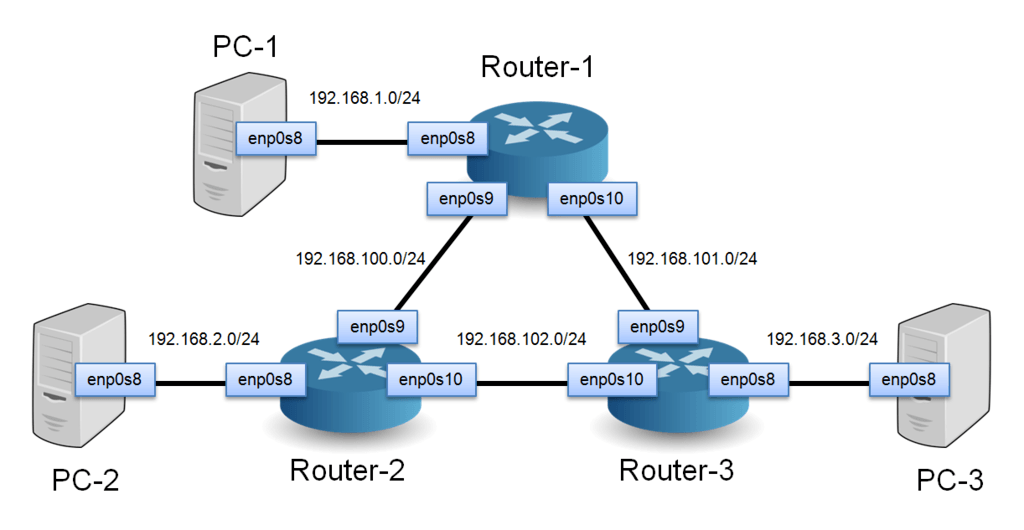 PC-1
Router-1
192.168.1.0/24
enp0s8
enp0s8
enp0s9
enp0s10
192.168.100.0/24
192.168.101.0/24
enp0s9
enp0s9
192.168.2.0/24
192.168.102.0/24
192.168.3.0/24
enp0s8
enp0s8
enp0s10
enp0s10
enp0s8
enp0s8
PC-2
Router-2
Router-3
PC-3